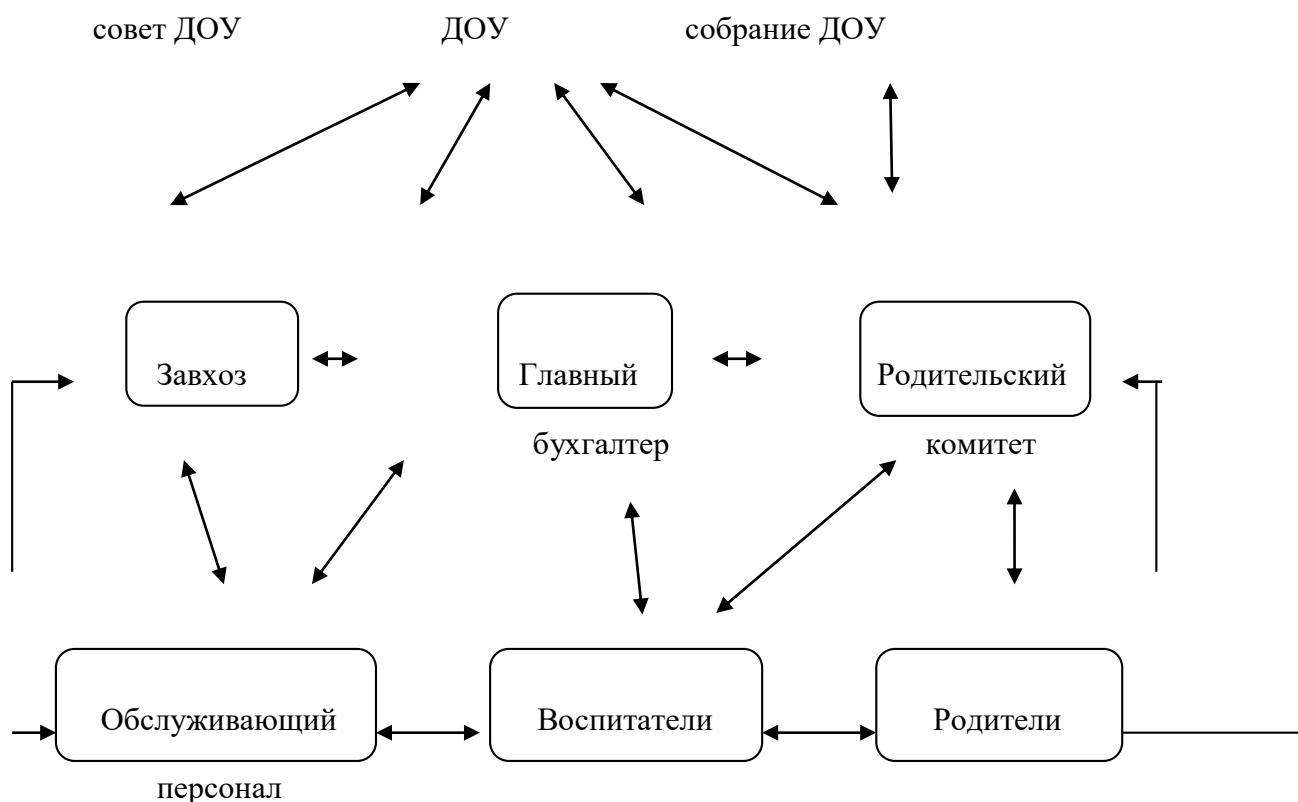 совет ДОУ ДОУ собрание ДОУ
Завхоз Главный Родительский
бухгалтер комитет
Обслуживающий Воспитатели Родители
персонал